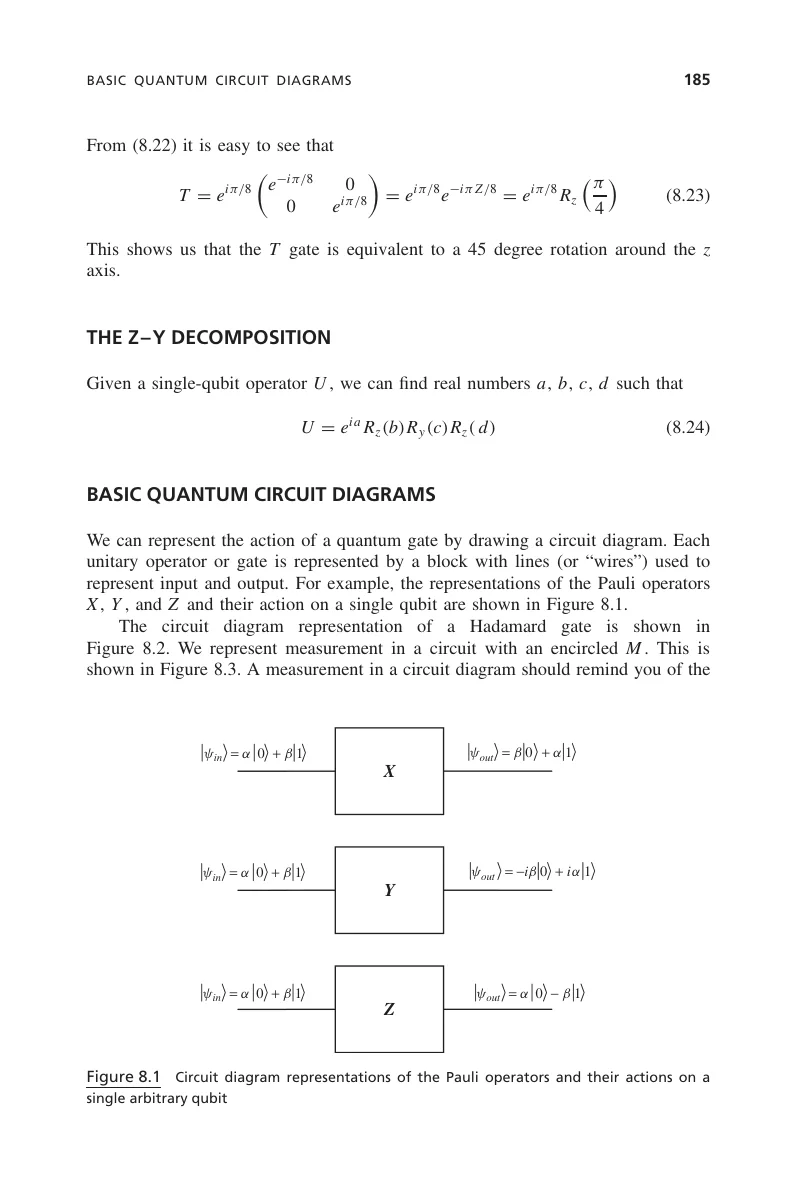 BASIC QUANTUM CIRCUIT DIAGRAMS 185
From (8.22) it is easy to see that
T = e^{iπ/8} ( e^{−iπ/8} 0 ; 0 e^{iπ/8} ) = e^{iπ/8} e^{−iπZ/8} = e^{iπ/8} R_z (π/4) (8.23)
This shows us that the T gate is equivalent to a 45 degree rotation around the z
axis.
THE Z–Y DECOMPOSITION
Given a single-qubit operator U, we can find real numbers a, b, c, d such that
U = e^{ia} R_z(b)R_y(c)R_z(d) (8.24)
BASIC QUANTUM CIRCUIT DIAGRAMS
We can represent the action of a quantum gate by drawing a circuit diagram. Each
unitary operator or gate is represented by a block with lines (or “wires”) used to
represent input and output. For example, the representations of the Pauli operators
X, Y, and Z and their action on a single qubit are shown in Figure 8.1.
The circuit diagram representation of a Hadamard gate is shown in
Figure 8.2. We represent measurement in a circuit with an encircled M. This is
shown in Figure 8.3. A measurement in a circuit diagram should remind you of the
|ψ_in⟩ = α|0⟩ + β|1⟩ X |ψ_out⟩ = β|0⟩ + α|1⟩
|ψ_in⟩ = α|0⟩ + β|1⟩ Y |ψ_out⟩ = −iβ|0⟩ + iα|1⟩
|ψ_in⟩ = α|0⟩ + β|1⟩ Z |ψ_out⟩ = α|0⟩ − β|1⟩
Figure 8.1 Circuit diagram representations of the Pauli operators and their actions on a
single arbitrary qubit